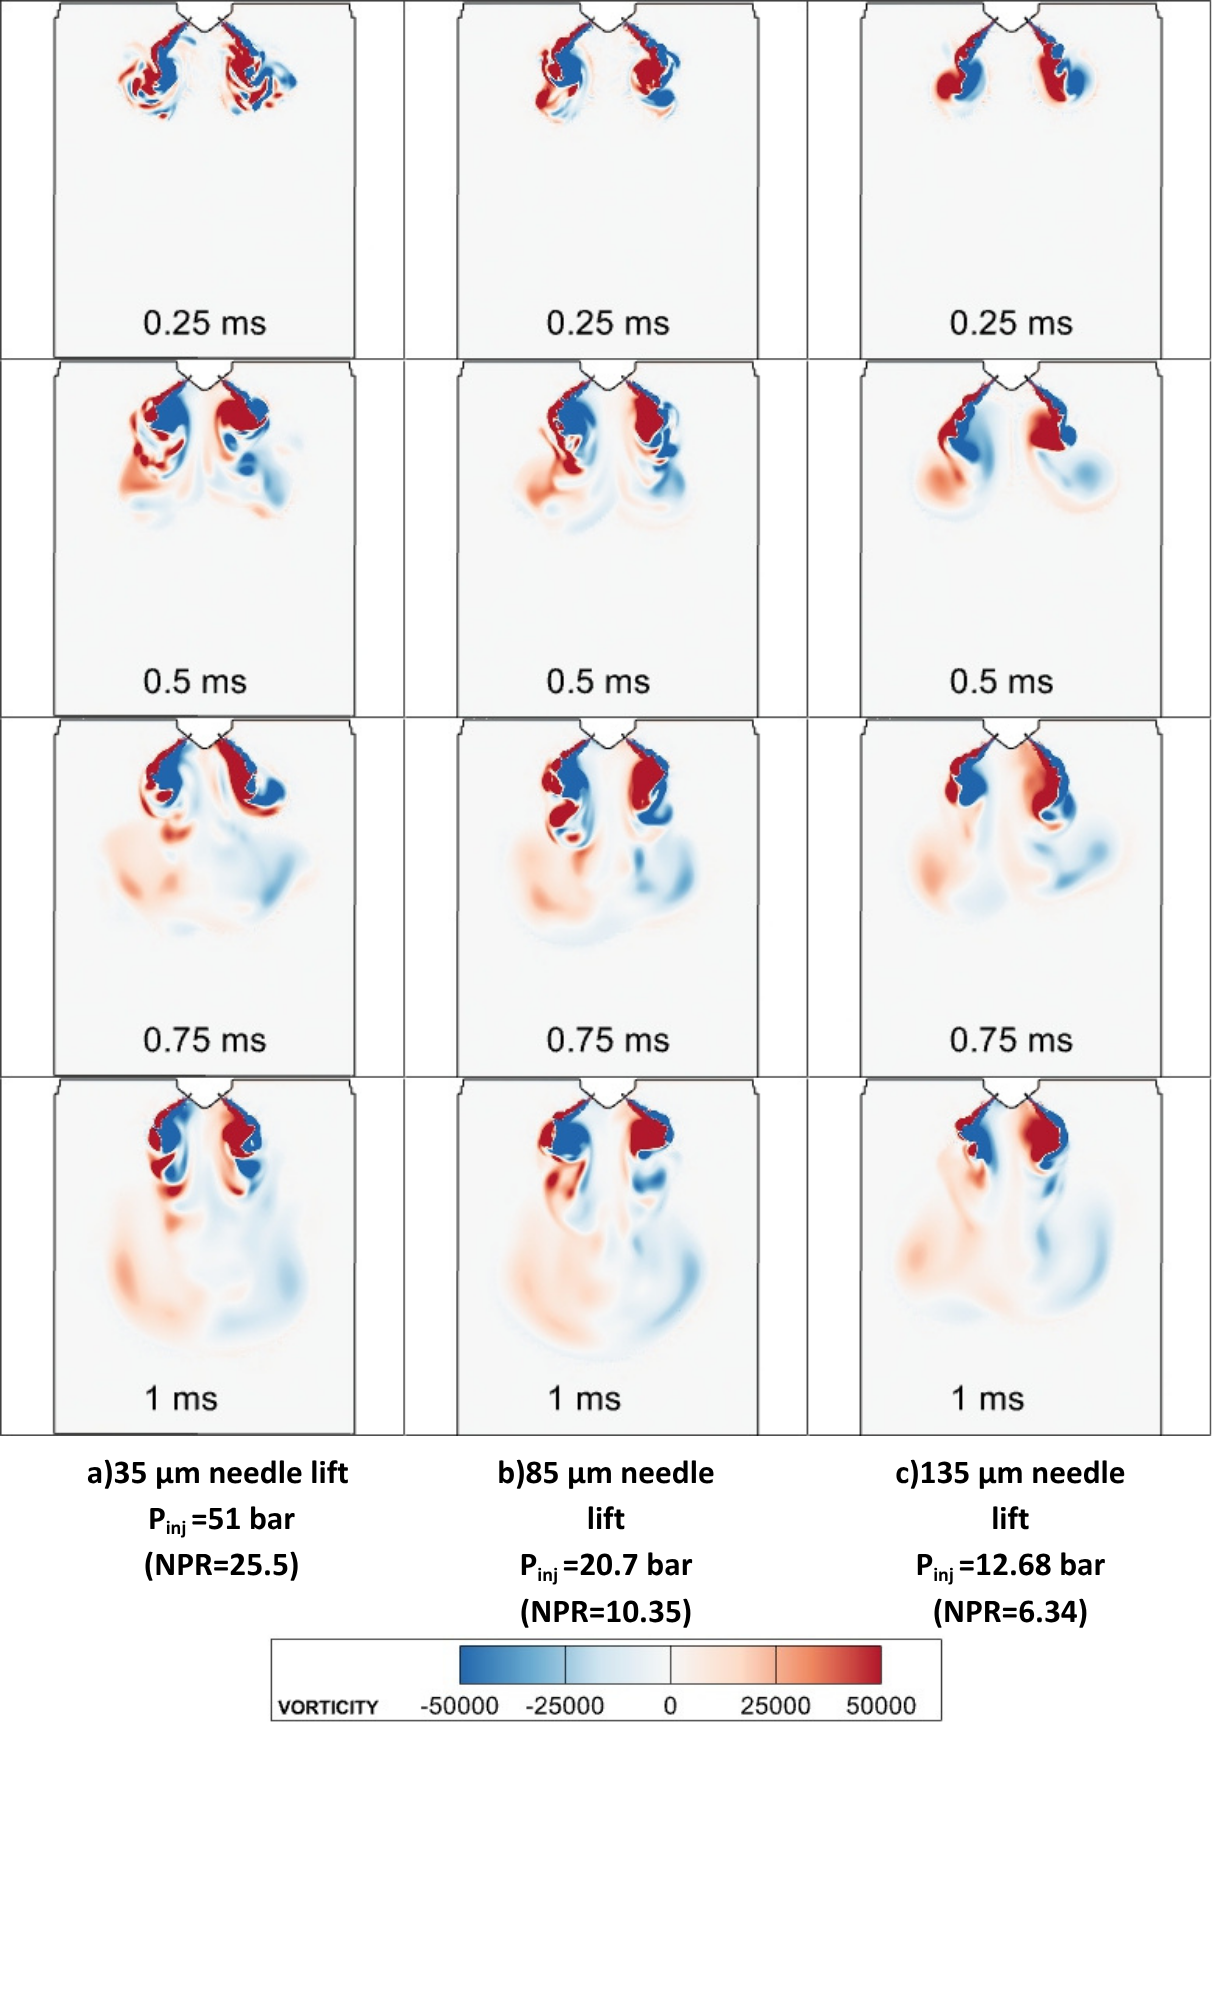 0.25 ms 0.25 ms 0.25 ms
0.5 ms 0.5 ms 0.5 ms
0.75 ms 0.75 ms 0.75 ms
1 ms 1 ms 1 ms
a)35 µm needle lift
Pinj =51 bar
(NPR=25.5)
b)85 µm needle
lift
Pinj =20.7 bar
(NPR=10.35)
c)135 µm needle
lift
Pinj =12.68 bar
(NPR=6.34)
VORTICITY -50000 -25000 0 25000 50000